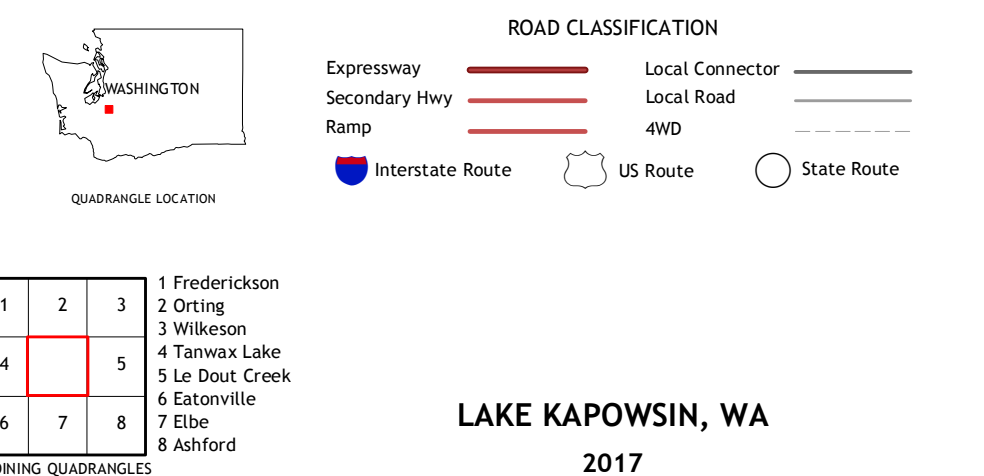 ROAD CLASSIFICATION
Expressway
Local Connector
Secondary Hwy
Local Road
Ramp
4WD
Interstate Route
US Route
State Route
WASHINGTON
QUADRANGLE LOCATION
1 2 3
4 5
6 7 8
1 Frederickson
2 Orting
3 Wilkeson
4 Tanwax Lake
5 Le Dout Creek
6 Eatonville
7 Elbe
8 Ashford
QUADRANGLES
LAKE KAPOWSIN, WA
2017